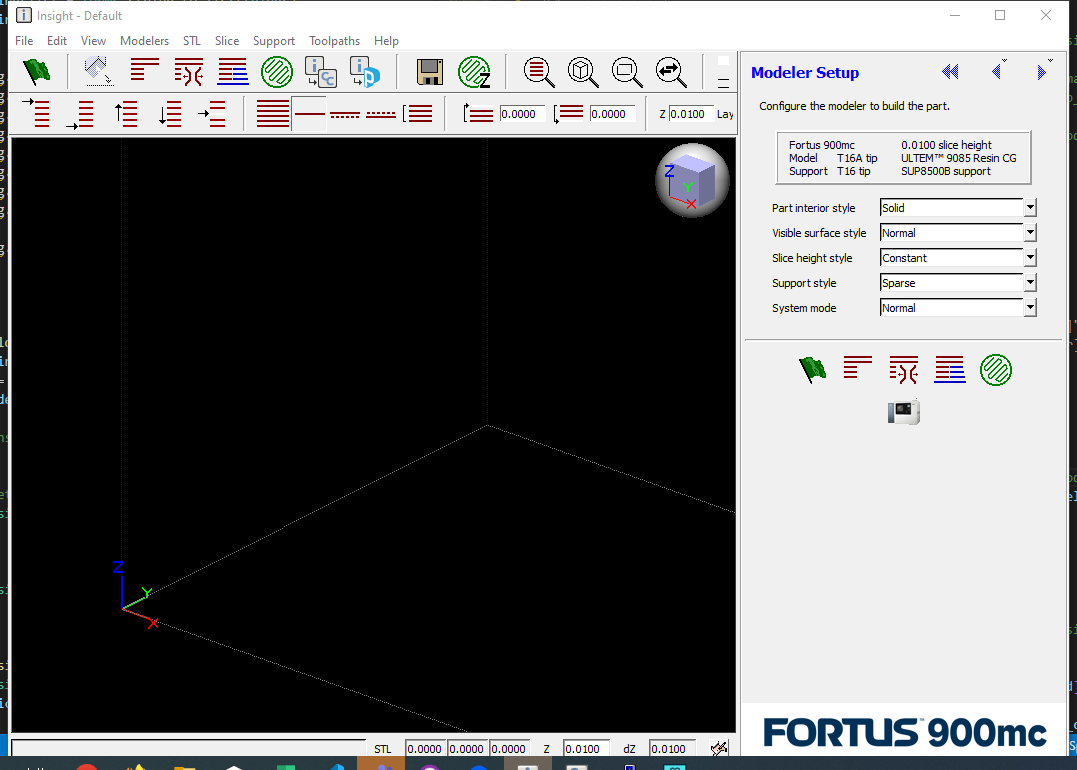 Insight - Default
File Edit View Modelers STL Slice Support Toolpaths Help
0.0000 0.0000 Z 0.0100 Lay
Z
Y
X
Z
Y
X
STL 0.0000 0.0000 0.0000 Z 0.0100 dZ 0.0100
Modeler Setup
Configure the modeler to build the part.
Fortus 900mc 0.0100 slice height
Model T16A tip ULTEM™ 9085 Resin CG
Support T16 tip SUP8500B support
Part interior style Solid
Visible surface style Normal
Slice height style Constant
Support style Sparse
System mode Normal
FORTUS™ 900mc